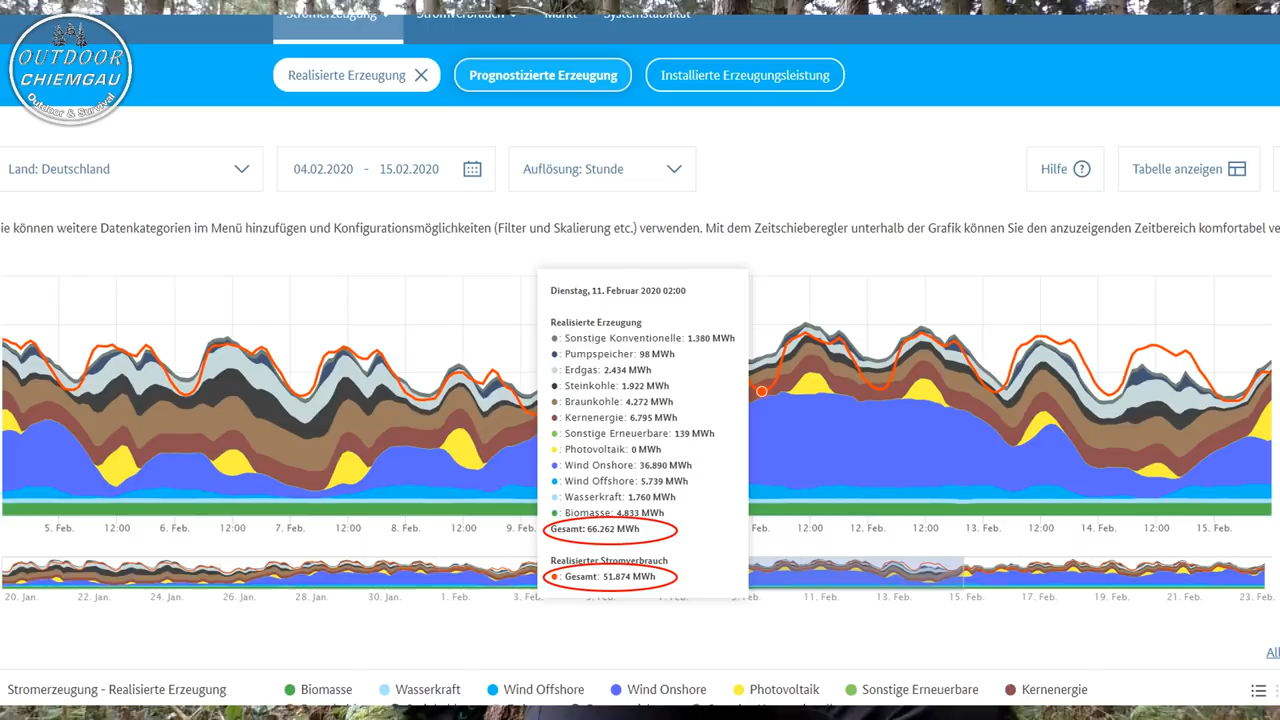 Stromerzeugung
Stromverbrauch
Markt
Systemstabilität
OUTDOOR
CHIEMGAU
Outdoor & Survival
Realisierte Erzeugung
Prognostizierte Erzeugung
Installierte Erzeugungsleistung
Land: Deutschland
04.02.2020 - 15.02.2020
Auflösung: Stunde
Hilfe ?
Tabelle anzeigen
ie können weitere Datenkategorien im Menü hinzufügen und Konfigurationsmöglichkeiten (Filter und Skalierung etc.) verwenden. Mit dem Zeitschieberegler unterhalb der Grafik können Sie den anzuzeigenden Zeitbereich komfortabel ve
Dienstag, 11. Februar 2020 02:00
Realisierte Erzeugung
: Sonstige Konventionelle: 1.380 MWh
: Pumpspeicher: 98 MWh
: Erdgas: 2.434 MWh
: Steinkohle: 1.922 MWh
: Braunkohle: 4.272 MWh
: Kernenergie: 6.795 MWh
: Sonstige Erneuerbare: 139 MWh
: Photovoltaik: 0 MWh
: Wind Onshore: 36.890 MWh
: Wind Offshore: 5.739 MWh
: Wasserkraft: 1.760 MWh
: Biomasse: 4.833 MWh
Gesamt: 66.262 MWh
Realisierter Stromverbrauch
: Gesamt: 51.874 MWh
5. Feb. 12:00 6. Feb. 12:00 7. Feb. 12:00 8. Feb. 12:00 9. Feb. Feb. 12:00 12. Feb. 12:00 13. Feb. 12:00 14. Feb. 12:00 15. Feb.
20. Jan. 22. Jan. 24. Jan. 26. Jan. 28. Jan. 30. Jan. 1. Feb. 3. Feb. 11. Feb. 13. Feb. 15. Feb. 17. Feb. 19. Feb. 21. Feb. 23. Feb.
All
Stromerzeugung - Realisierte Erzeugung
Biomasse
Wasserkraft
Wind Offshore
Wind Onshore
Photovoltaik
Sonstige Erneuerbare
Kernenergie